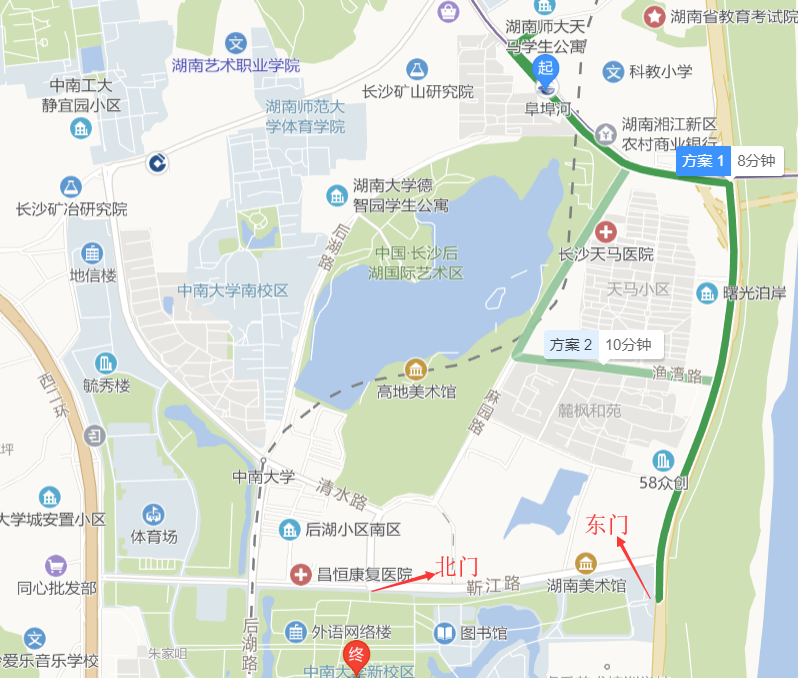 湖南省教育考试院
湖南师大天
马学生公寓
起
湖南艺术职业学院
科教小学
中南工大
静宜园小区
长沙矿山研究院
湖南师范大
学体育学院
阜埠河
湖南湘江新区
农村商业银行
方案 1 8分钟
湖南大学德
智园学生公寓
长沙矿冶研究院
后湖路
中国·长沙后
湖国际艺术区
长沙天马医院
地信楼
中南大学南校区
天马小区
曙光泊岸
方案 2 10分钟
西二环
毓秀楼
高地美术馆
渔湾路
麓枫和苑
麻园路
坪
中南大学
清水路
58众创
大学城安置小区
体育场
后湖小区南区
东门
同心批发部
昌恒康复医院
北门
靳江路
湖南美术馆
后湖路
外语网络楼
图书馆
爱乐音乐学校
朱家咀
终
中南大学新校区